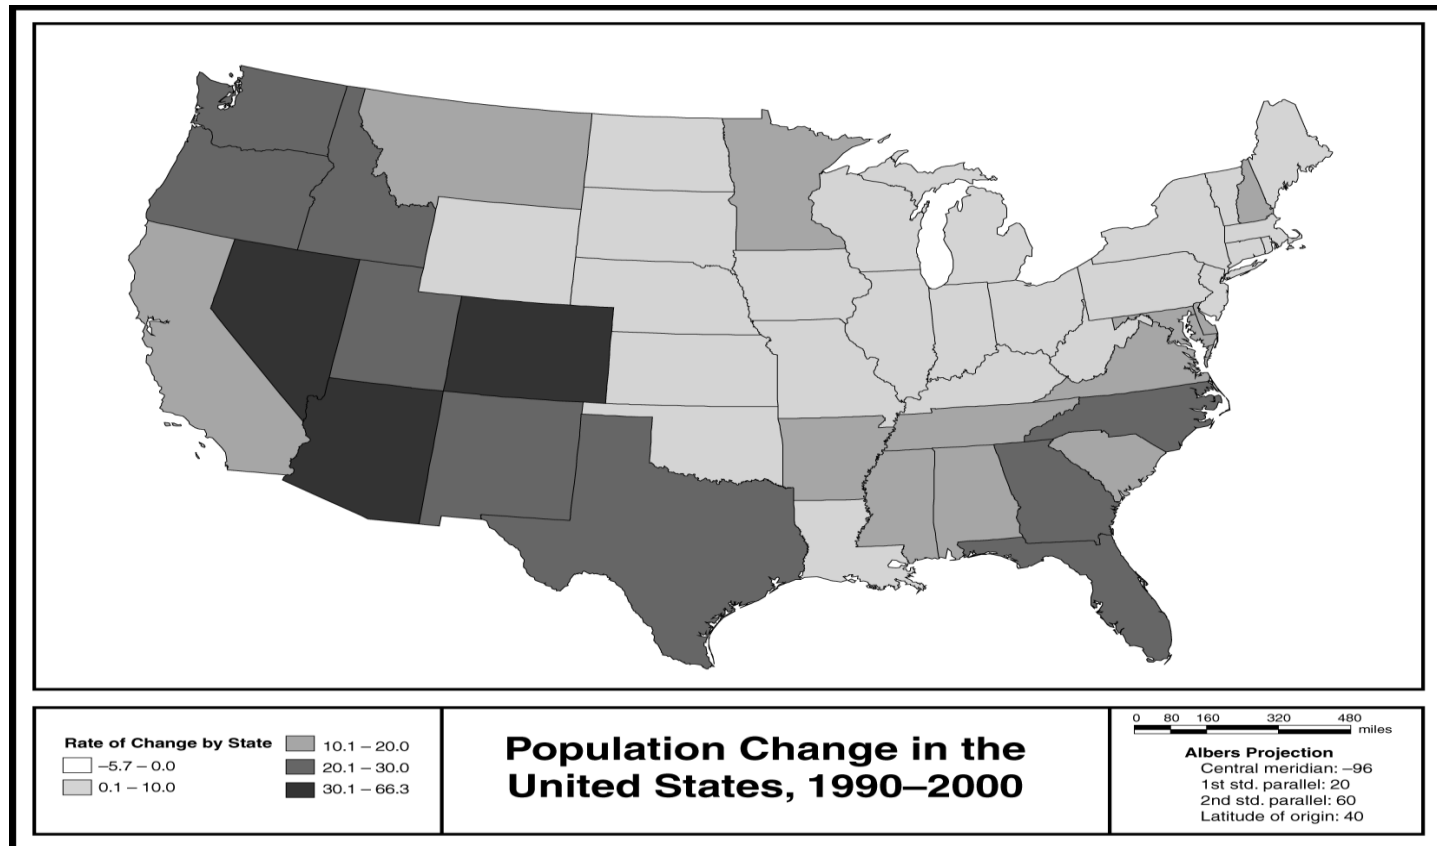 Rate of Change by State
–5.7 – 0.0
0.1 – 10.0
10.1 – 20.0
20.1 – 30.0
30.1 – 66.3
Population Change in the
United States, 1990–2000
0 80 160 320 480
miles
Albers Projection
Central meridian: –96
1st std. parallel: 20
2nd std. parallel: 60
Latitude of origin: 40